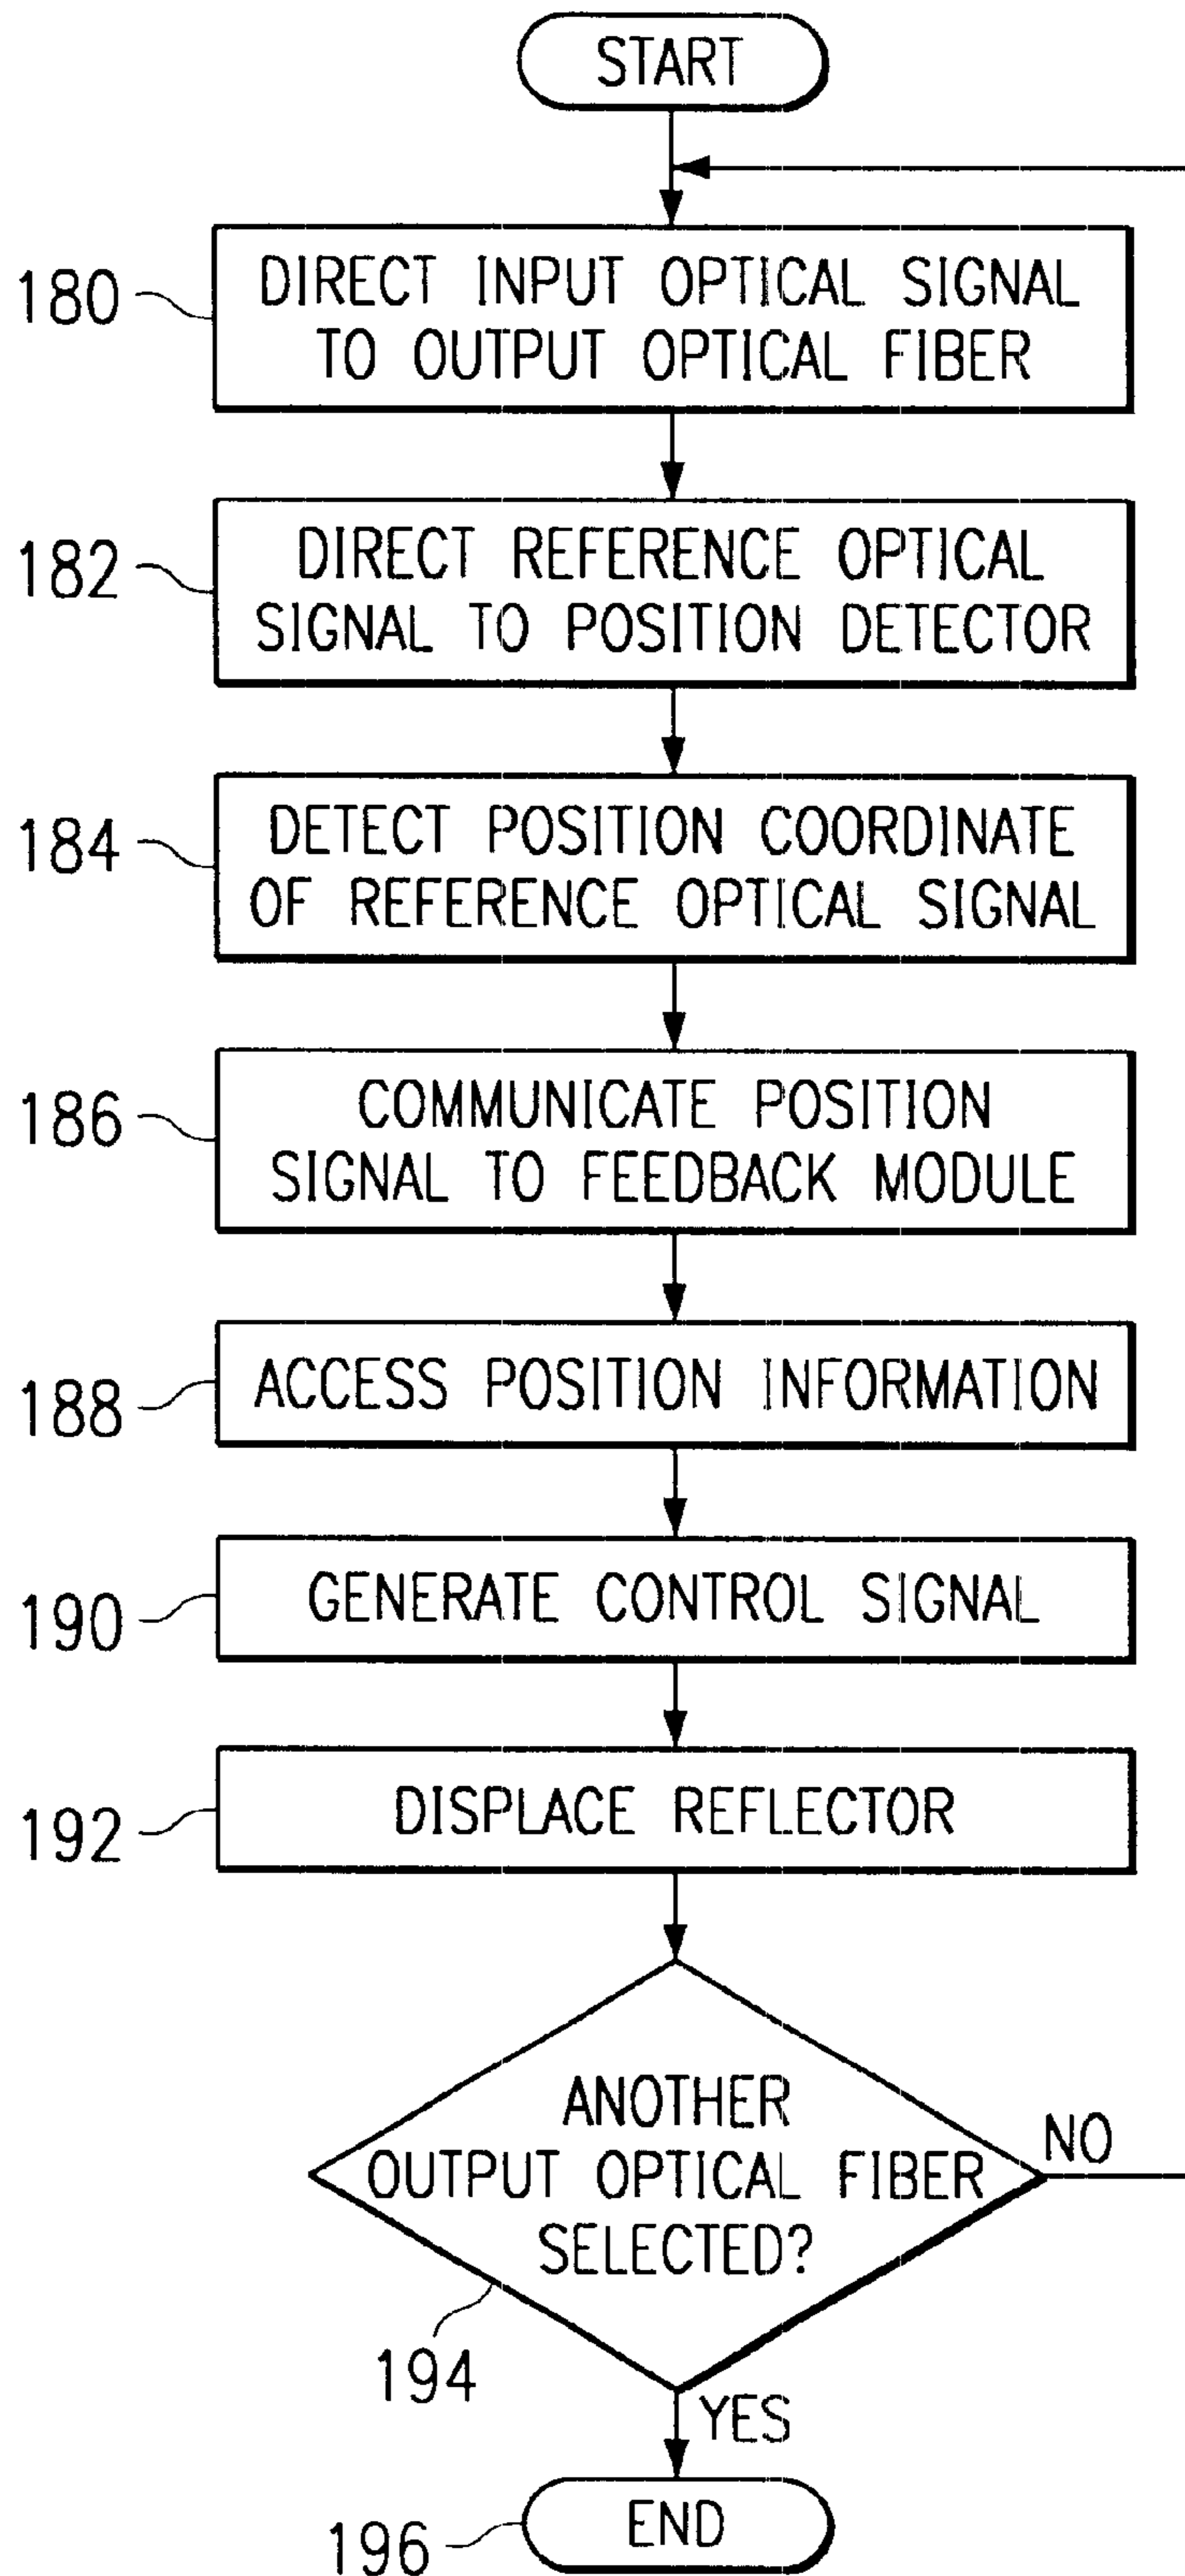 START
180
DIRECT INPUT OPTICAL SIGNAL
TO OUTPUT OPTICAL FIBER
182
DIRECT REFERENCE OPTICAL
SIGNAL TO POSITION DETECTOR
184
DETECT POSITION COORDINATE
OF REFERENCE OPTICAL SIGNAL
186
COMMUNICATE POSITION
SIGNAL TO FEEDBACK MODULE
188
ACCESS POSITION INFORMATION
190
GENERATE CONTROL SIGNAL
192
DISPLACE REFLECTOR
ANOTHER
OUTPUT OPTICAL FIBER
SELECTED?
NO
194
YES
196
END